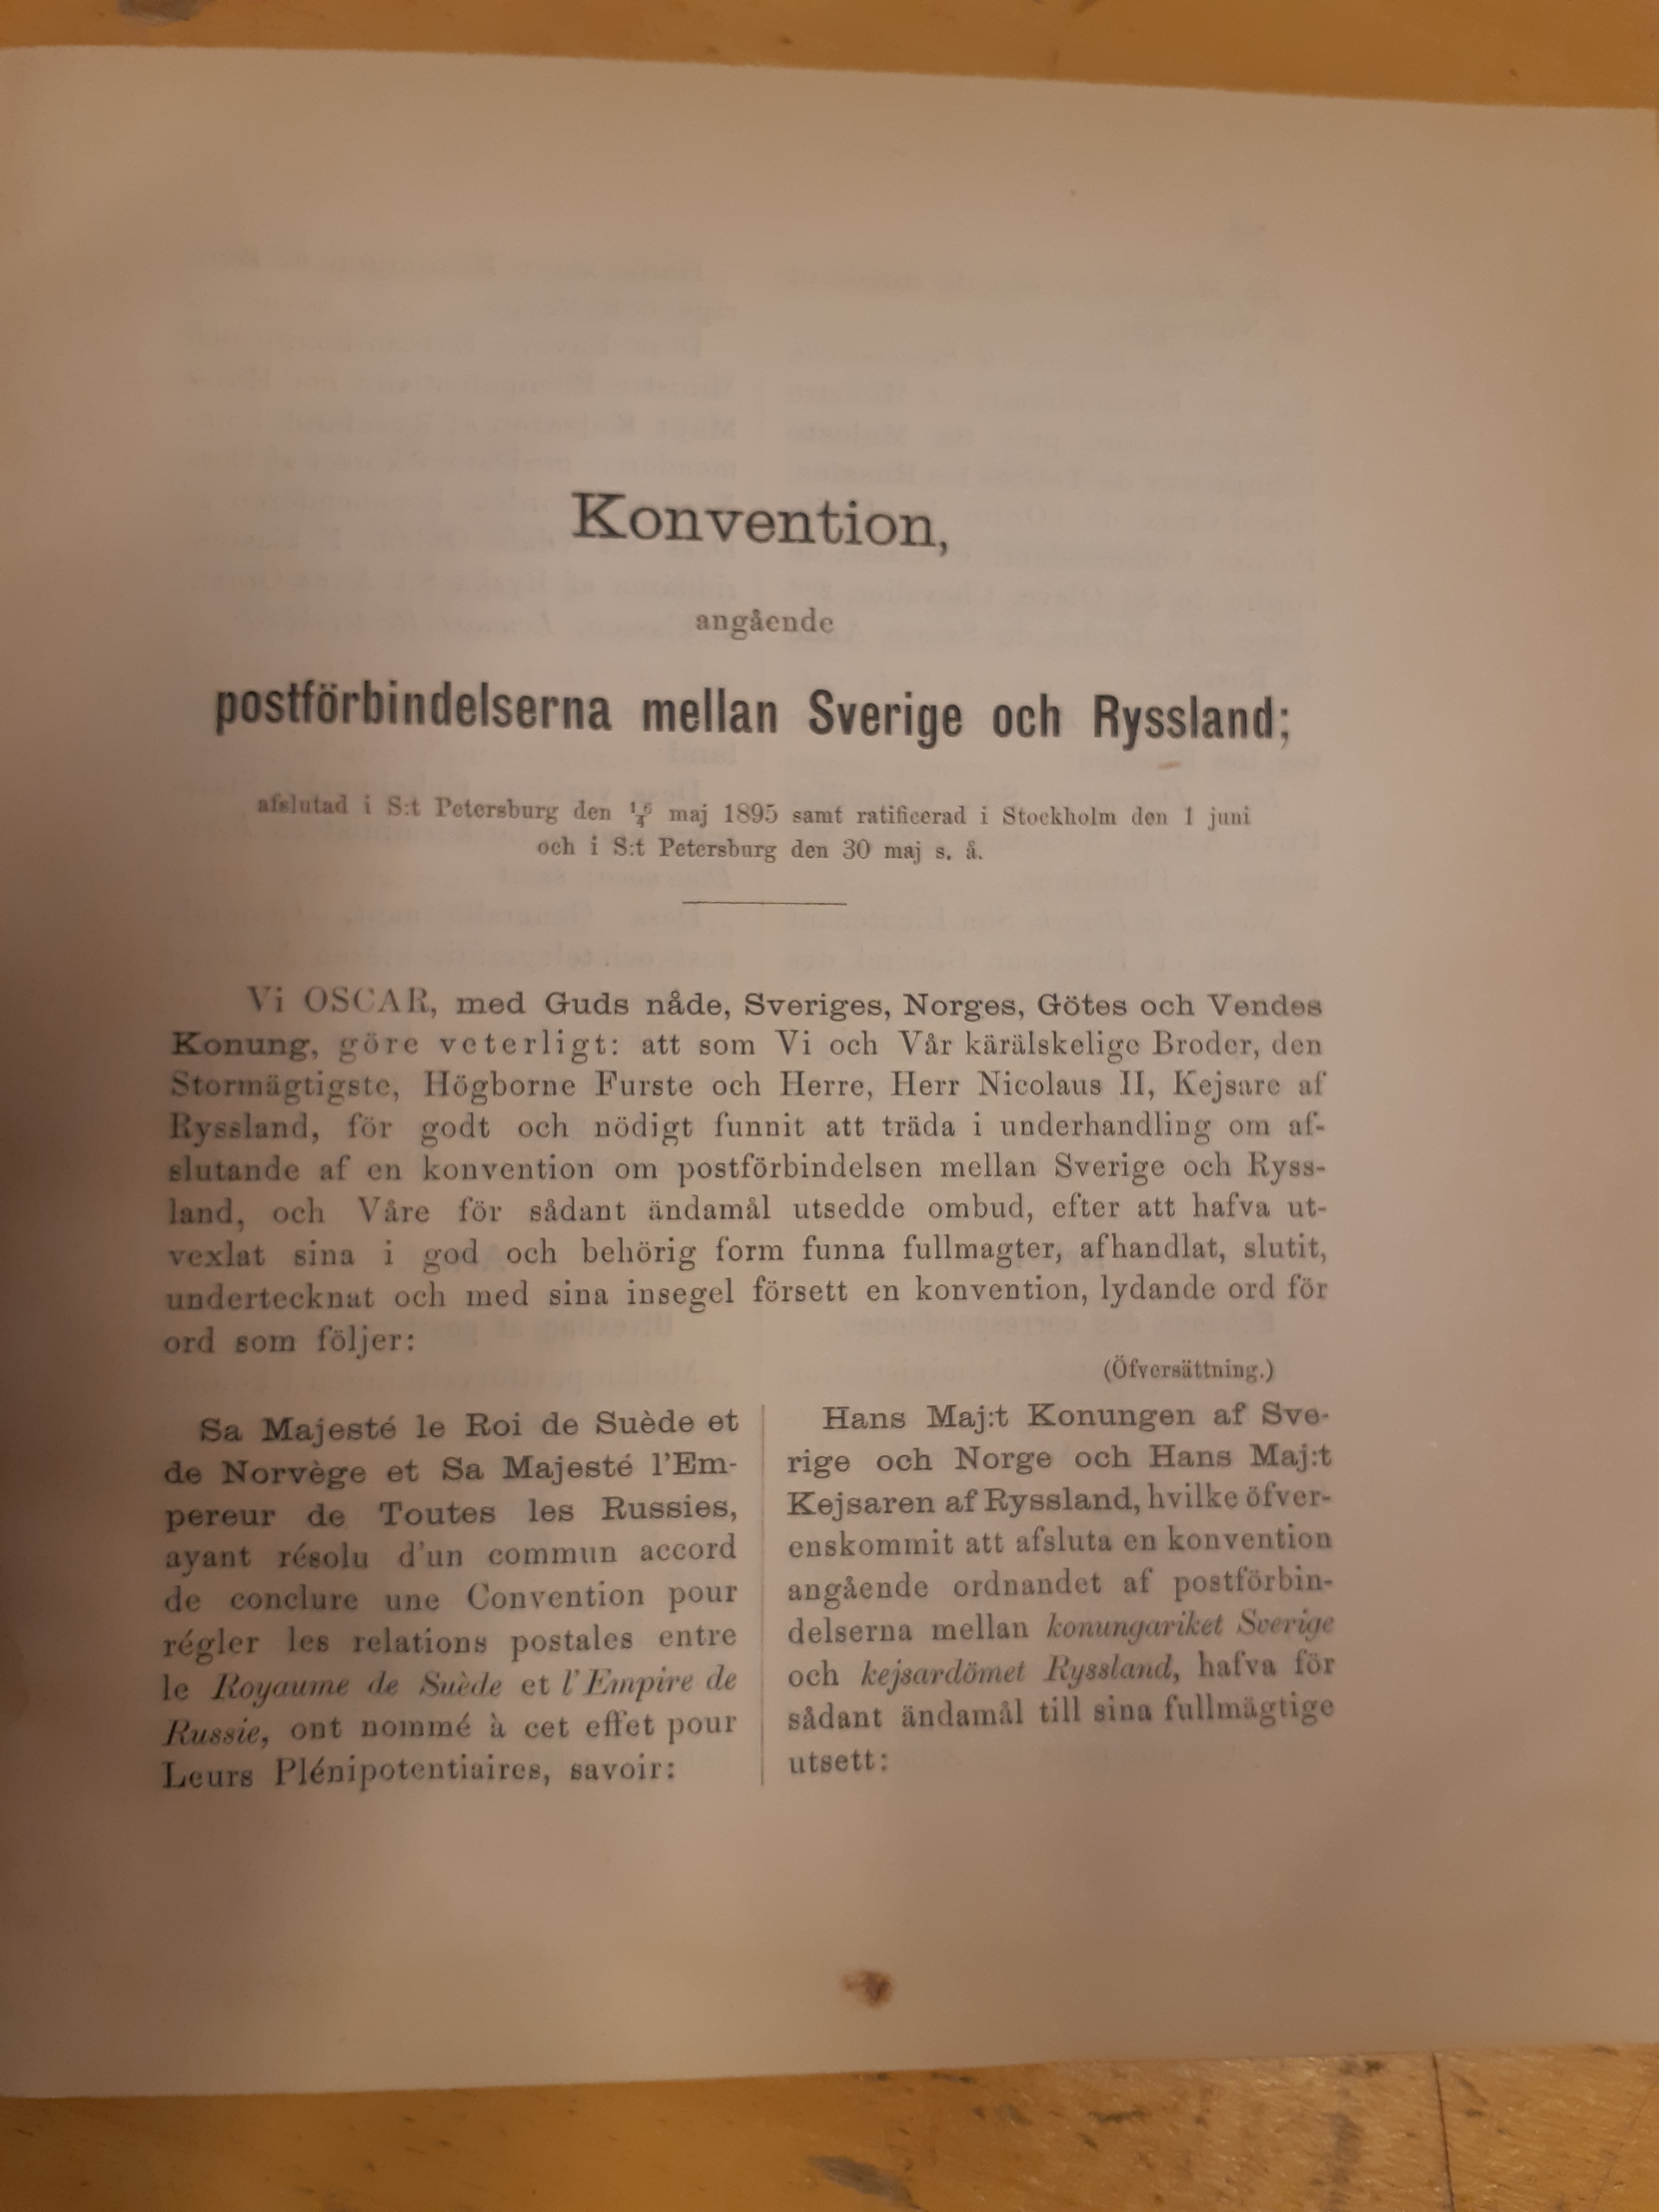 Konvention,
angående
postförbindelserna mellan Sverige och Ryssland;
afslutad i S:t Petersburg den 16/4 maj 1895 samt ratificerad i Stockholm den 1 juni
och i S:t Petersburg den 30 maj s. å.
Vi OSCAR, med Guds nåde, Sveriges, Norges, Götes och Vendes
Konung, göre veterligt: att som Vi och Vår kärälskelige Broder, den
Stormägtigste, Högborne Furste och Herre, Herr Nicolaus II, Kejsare af
Ryssland, för godt och nödigt funnit att träda i underhandling om af-
slutande af en konvention om postförbindelsen mellan Sverige och Ryss-
land, och Våre för sådant ändamål utsedde ombud, efter att hafva ut-
vexlat sina i god och behörig form funna fullmagter, afhandlat, slutit,
undertecknat och med sina insegel försett en konvention, lydande ord för
ord som följer:
Sa Majesté le Roi de Suède et
de Norvège et Sa Majesté l'Em-
pereur de Toutes les Russies,
ayant résolu d'un commun accord
de conclure une Convention pour
régler les relations postales entre
le Royaume de Suède et l'Empire de
Russie, ont nommé à cet effet pour
Leurs Plénipotentiaires, savoir:
(Öfversättning.)
Hans Maj:t Konungen af Sve-
rige och Norge och Hans Maj:t
Kejsaren af Ryssland, hvilke öfver-
enskommit att afsluta en konvention
angående ordnandet af postförbin-
delserna mellan konungariket Sverige
och kejsardömet Ryssland, hafva för
sådant ändamål till sina fullmägtige
utsett: